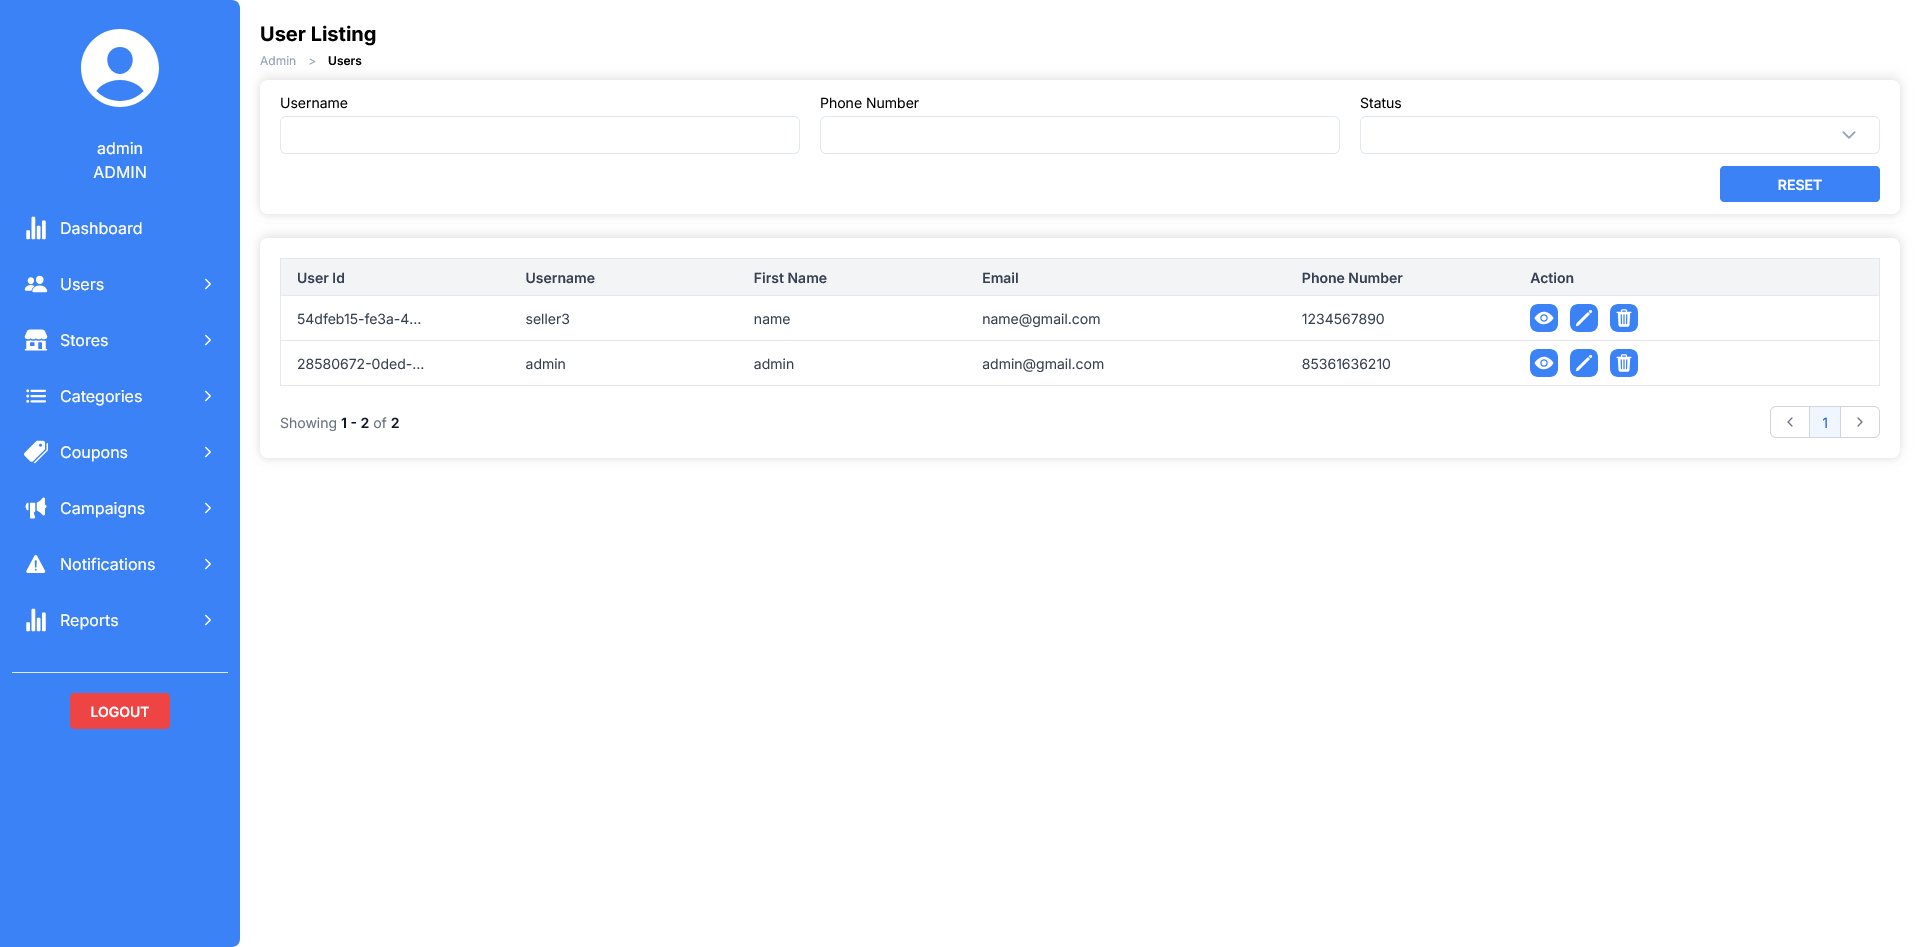 admin
ADMIN
Dashboard
Users
Stores
Categories
Coupons
Campaigns
Notifications
Reports
LOGOUT
User Listing
Admin > Users
Username Phone Number Status
RESET
User Id Username First Name Email Phone Number Action
54dfeb15-fe3a-4... seller3 name name@gmail.com 1234567890
28580672-0ded-... admin admin admin@gmail.com 85361636210
Showing 1 - 2 of 2
1